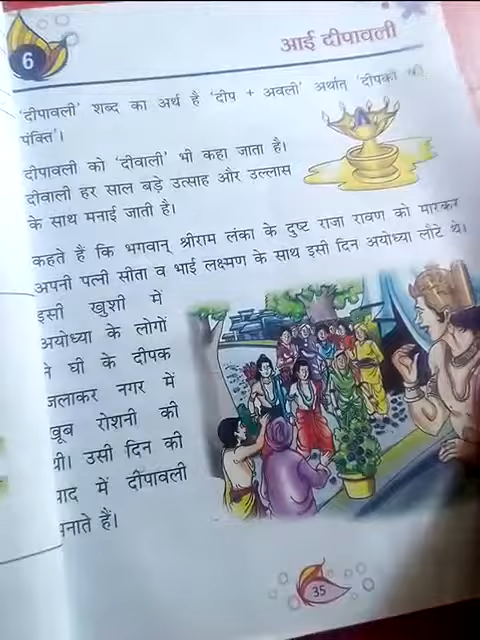 6
आई दीपावली
'दीपावली' शब्द का अर्थ है 'दीप + अवली' अर्थात् 'दीपकों की
पंक्ति'।
दीपावली को 'दीवाली' भी कहा जाता है।
दीवाली हर साल बड़े उत्साह और उल्लास
के साथ मनाई जाती है।
कहते हैं कि भगवान् श्रीराम लंका के दुष्ट राजा रावण को मारकर
अपनी पत्नी सीता व भाई लक्ष्मण के साथ इसी दिन अयोध्या लौटे थे।
इसी खुशी में
अयोध्या के लोगों
ने घी के दीपक
जलाकर नगर में
खूब रोशनी की
थी। उसी दिन की
याद में दीपावली
मनाते हैं।
35